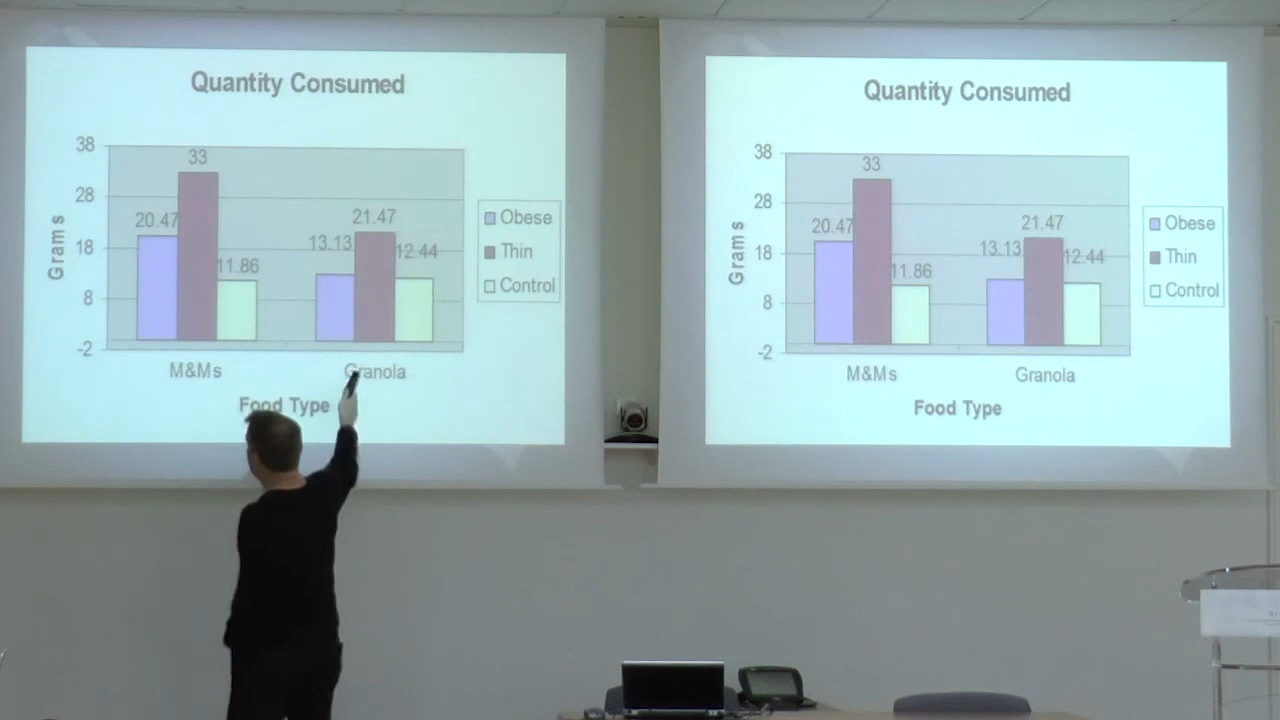 Quantity Consumed
38
28
18
8
-2
Grams
33
20.47
11.86
21.47
13.13
12.44
Obese
Thin
Control
M&Ms
Granola
Food Type
Quantity Consumed
38
28
18
8
-2
Grams
33
20.47
11.86
21.47
13.13
12.44
Obese
Thin
Control
M&Ms
Granola
Food Type